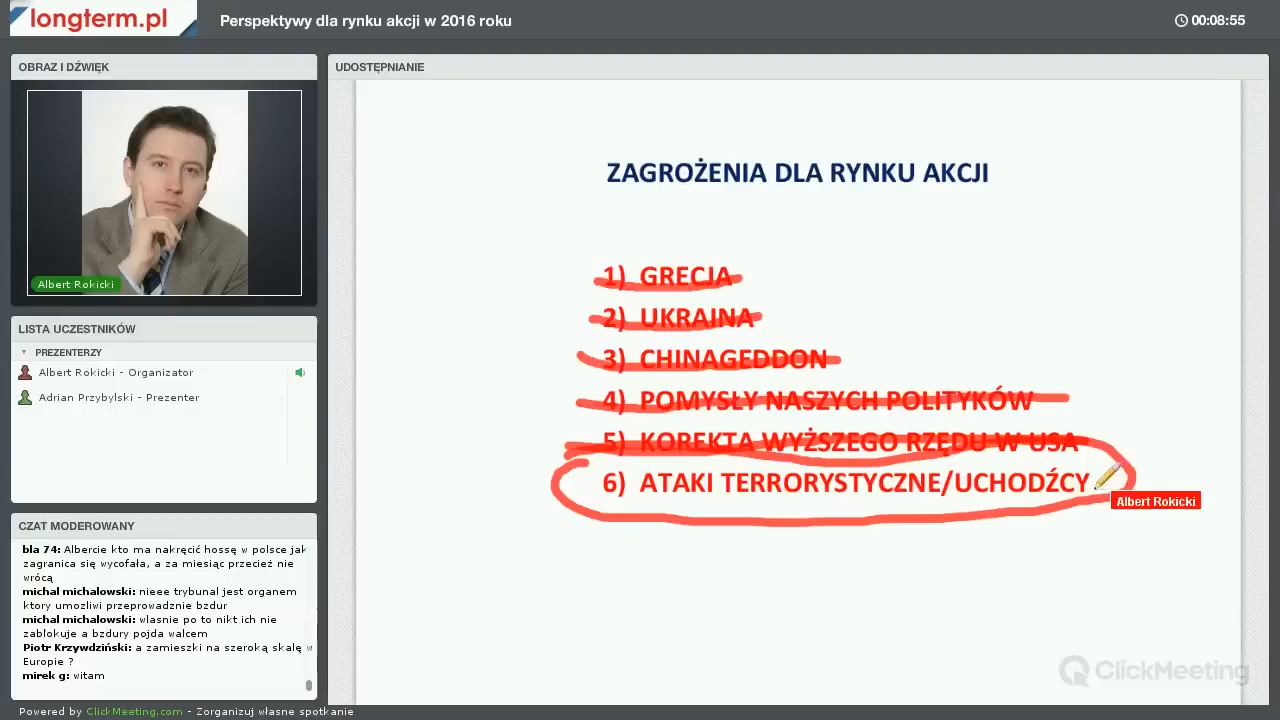 longterm.pl
Perspektywy dla rynku akcji w 2016 roku
00:08:55
OBRAZ I DŹWIĘK
Albert Rokicki
LISTA UCZESTNIKÓW
PREZENTERZY
Albert Rokicki - Organizator
Adrian Przybylski - Prezenter
CZAT MODEROWANY
bla 74: Albercie kto ma nakręcić hossę w polsce jak
zagranica się wycofała, a za miesiąc przecież nie
wrócą
michal michalowski: nieee trybunal jest organem
ktory umozliwi przeprowadznie bzdur
michal michalowski: wlasnie po to nikt ich nie
zablokuje a bzdury pojda walcem
Piotr Krzywdziński: a zamieszki na szeroką skalę w
Europie ?
mirek g: witam
UDOSTĘPNIANIE
ZAGROŻENIA DLA RYNKU AKCJI
1) GRECJA
2) UKRAINA
3) CHINAGEDDON
4) POMYSŁY NASZYCH POLITYKÓW
5) KOREKTA WYŻSZEGO RZĘDU W USA
6) ATAKI TERRORYSTYCZNE/UCHODŹCY
Albert Rokicki
ClickMeeting
Powered by ClickMeeting.com - Zorganizuj własne spotkanie